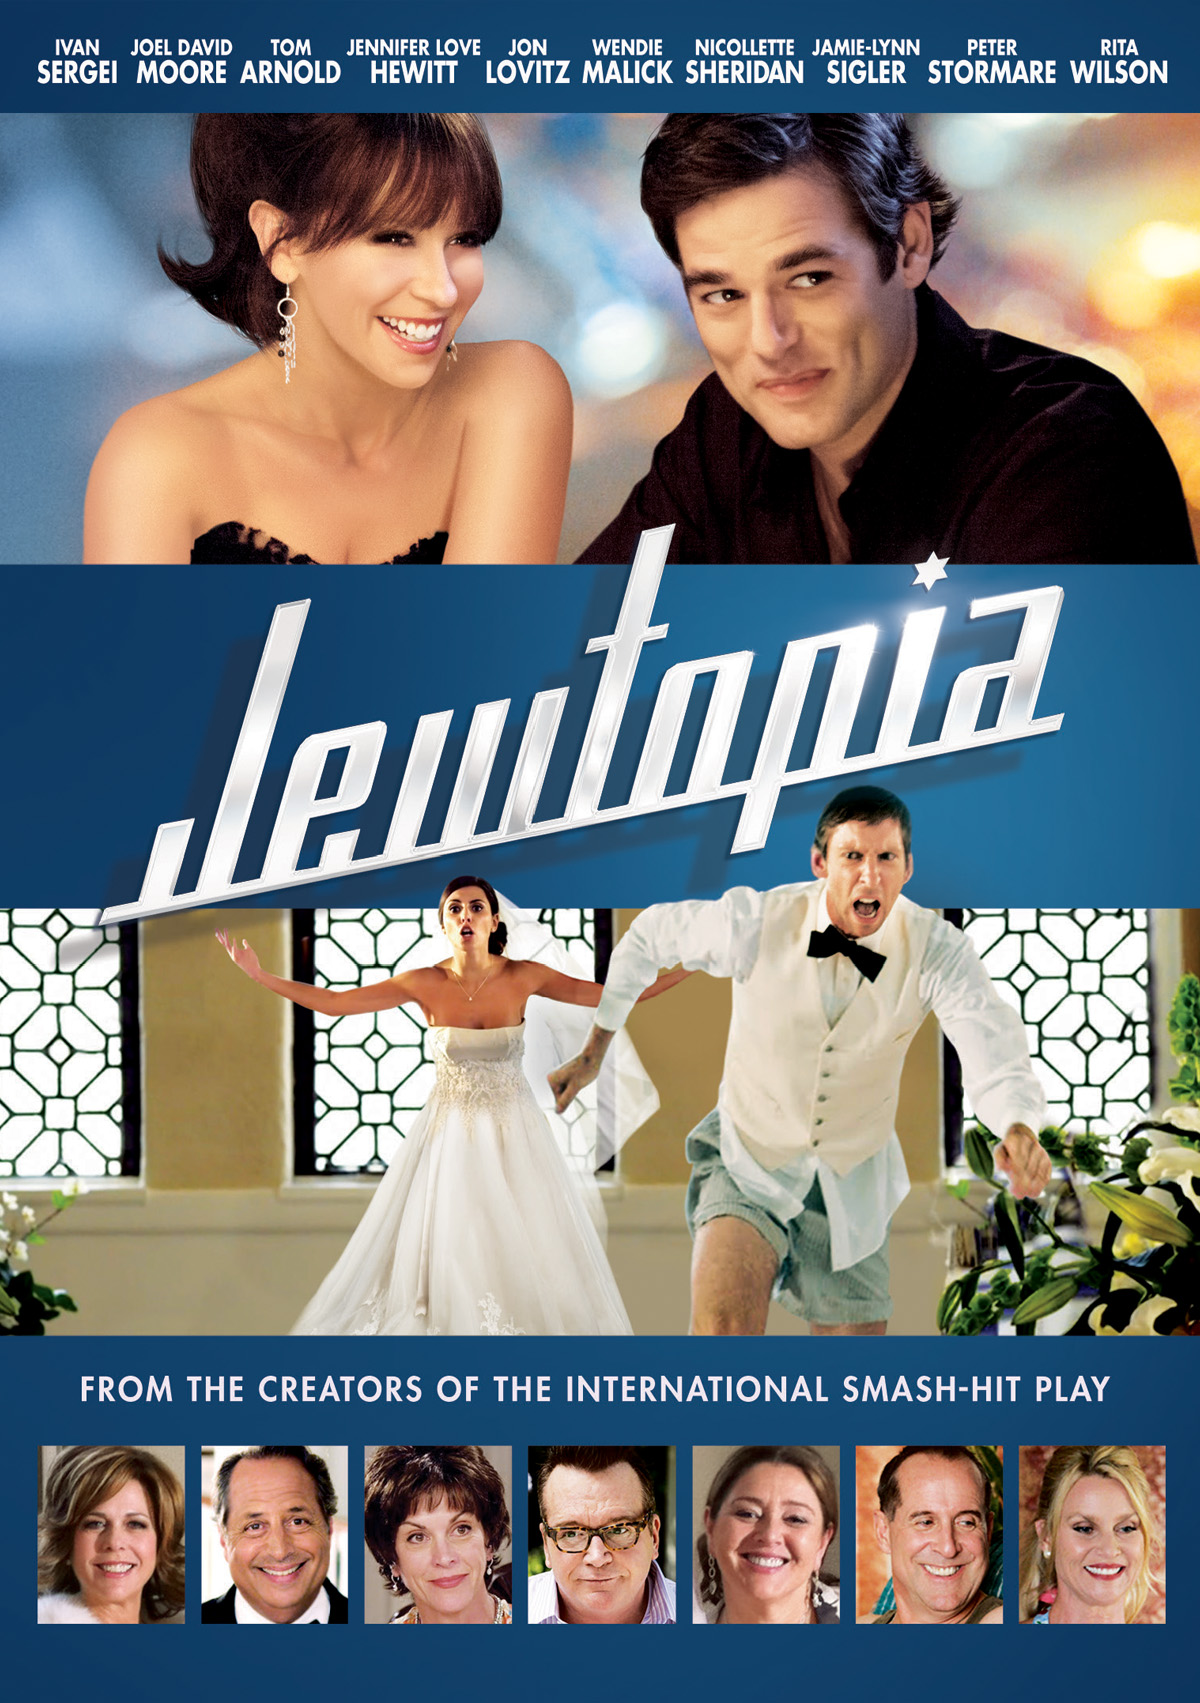 IVAN JOEL DAVID TOM JENNIFER LOVE JON WENDIE NICOLLETTE JAMIE-LYNN PETER RITA
SERGEI MOORE ARNOLD HEWITT LOVITZ MALICK SHERIDAN SIGLER STORMARE WILSON
Jewtopia
FROM THE CREATORS OF THE INTERNATIONAL SMASH-HIT PLAY